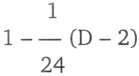 1 – 1/24 (D – 2)